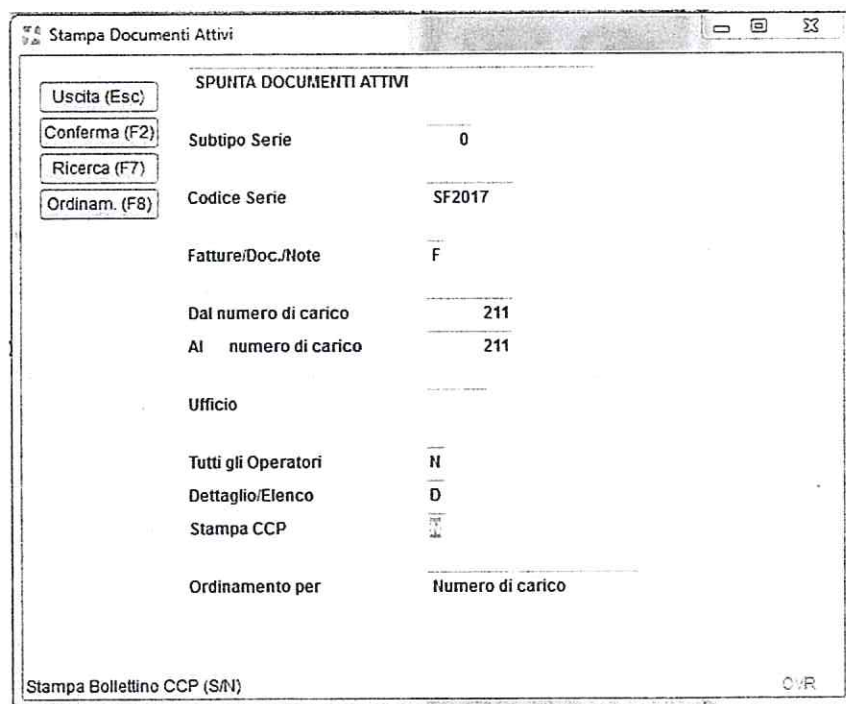 Stampa Documenti Attivi
Uscita (Esc)
Conferma (F2)
Ricerca (F7)
Ordinam. (F8)
SPUNTA DOCUMENTI ATTIVI
Subtipo Serie 0
Codice Serie SF2017
Fatture/Doc./Note F
Dal numero di carico 211
Al numero di carico 211
Ufficio
Tutti gli Operatori N
Dettaglio/Elenco D
Stampa CCP
Ordinamento per Numero di carico
Stampa Bollettino CCP (S/N) OVR